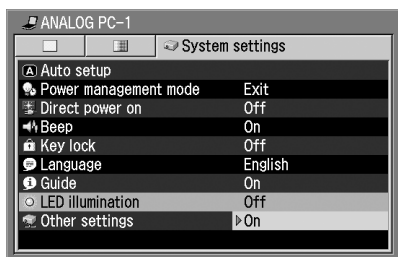 ANALOG PC-1
System settings
A Auto setup
Power management mode Exit
Direct power on Off
Beep On
Key lock Off
Language English
Guide On
LED illumination Off
Other settings On